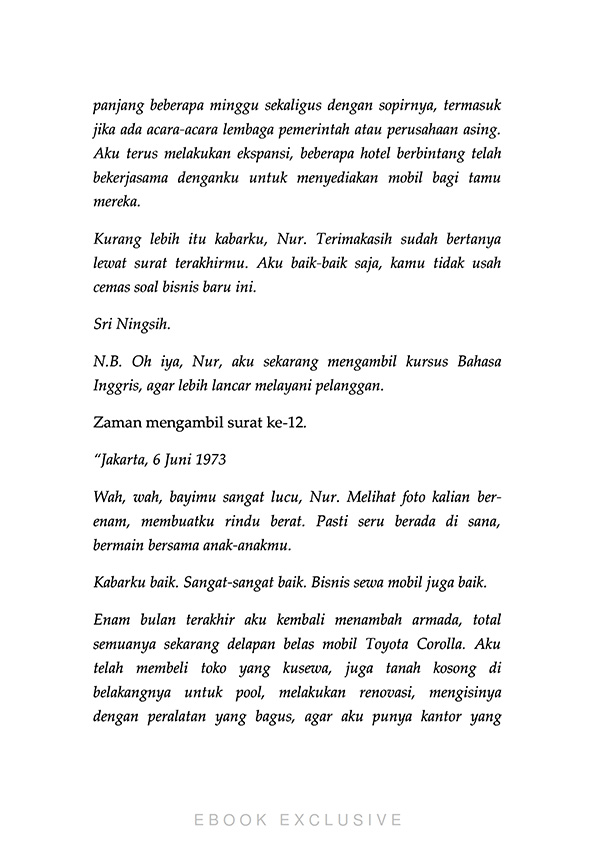 panjang beberapa minggu sekaligus dengan sopirnya, termasuk
jika ada acara-acara lembaga pemerintah atau perusahaan asing.
Aku terus melakukan ekspansi, beberapa hotel berbintang telah
bekerjasama denganku untuk menyediakan mobil bagi tamu
mereka.
Kurang lebih itu kabarku, Nur. Terimakasih sudah bertanya
lewat surat terakhirmu. Aku baik-baik saja, kamu tidak usah
cemas soal bisnis baru ini.
Sri Ningsih.
N.B. Oh iya, Nur, aku sekarang mengambil kursus Bahasa
Inggris, agar lebih lancar melayani pelanggan.
Zaman mengambil surat ke-12.
“Jakarta, 6 Juni 1973
Wah, wah, bayimu sangat lucu, Nur. Melihat foto kalian ber-
enam, membuatku rindu berat. Pasti seru berada di sana,
bermain bersama anak-anakmu.
Kabarku baik. Sangat-sangat baik. Bisnis sewa mobil juga baik.
Enam bulan terakhir aku kembali menambah armada, total
semuanya sekarang delapan belas mobil Toyota Corolla. Aku
telah membeli toko yang kusewa, juga tanah kosong di
belakangnya untuk pool, melakukan renovasi, mengisinya
dengan peralatan yang bagus, agar aku punya kantor yang
EBOOK EXCLUSIVE